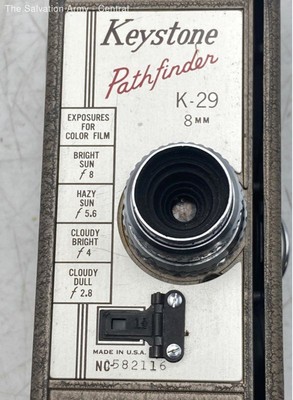 The Salvation Army - Central
Keystone
Pathfinder
K-29
8MM
EXPOSURES
FOR
COLOR FILM
BRIGHT
SUN
f 8
HAZY
SUN
f 5.6
CLOUDY
BRIGHT
f 4
CLOUDY
DULL
f 2.8
MADE IN U.S.A.
NC-582116